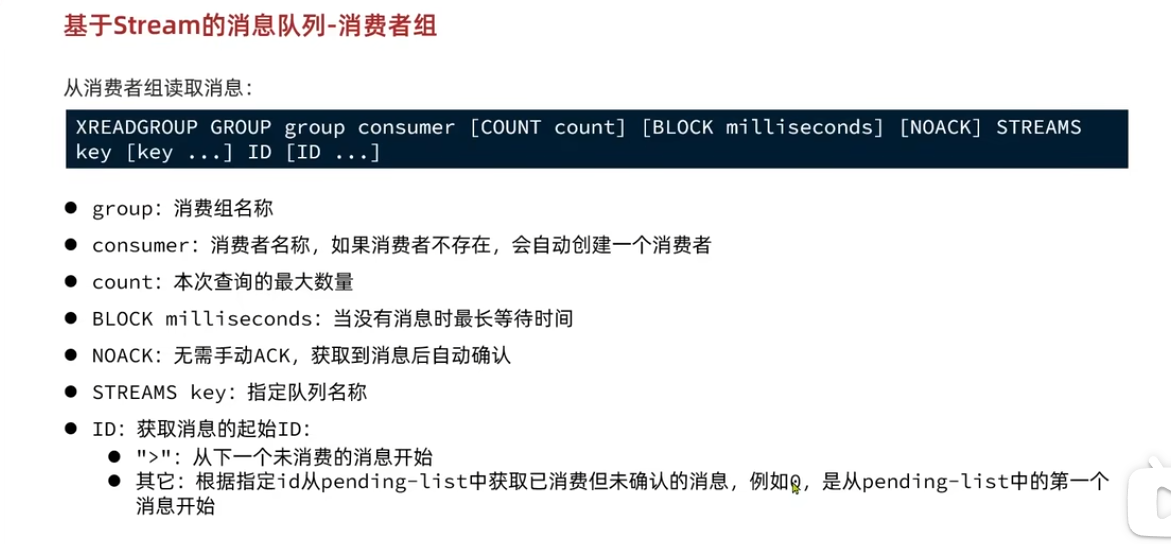 基于Stream的消息队列-消费者组
从消费者组读取消息：
XREADGROUP GROUP group consumer [COUNT count] [BLOCK milliseconds] [NOACK] STREAMS
key [key ...] ID [ID ...]
● group：消费组名称
● consumer：消费者名称，如果消费者不存在，会自动创建一个消费者
● count：本次查询的最大数量
● BLOCK milliseconds：当没有消息时最长等待时间
● NOACK：无需手动ACK，获取到消息后自动确认
● STREAMS key：指定队列名称
● ID：获取消息的起始ID：
● ">"：从下一个未消费的消息开始
● 其它：根据指定id从pending-list中获取已消费但未确认的消息，例如0，是从pending-list中的第一个
消息开始